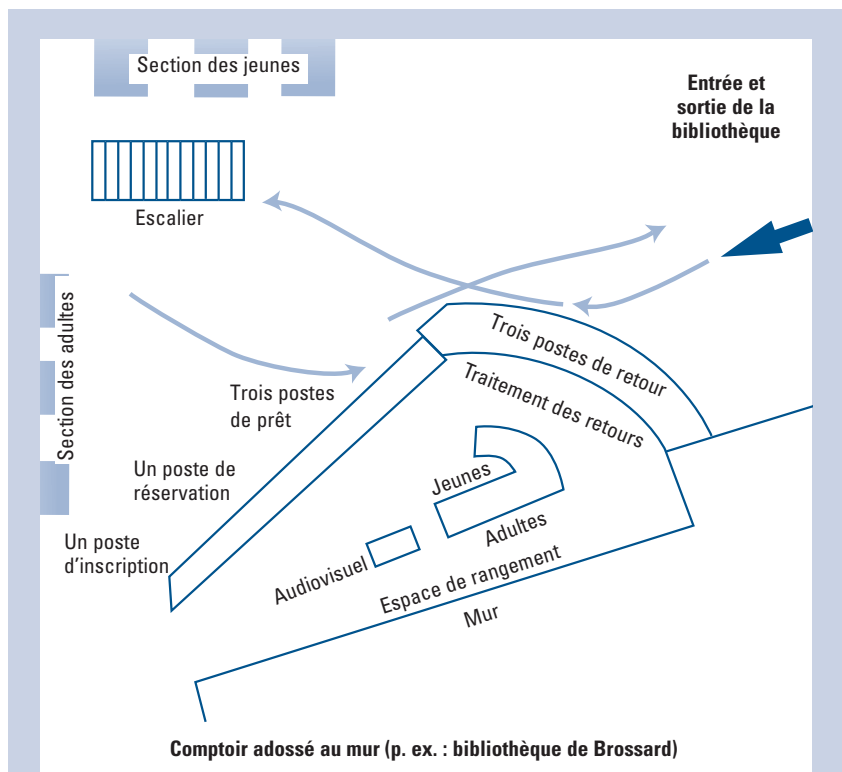 Section des jeunes
Entrée et
sortie de la
bibliothèque
Escalier
Section des adultes
Trois postes de retour
Traitement des retours
Trois postes
de prêt
Un poste de
réservation
Un poste
d'inscription
Jeunes
Adultes
Audiovisuel
Espace de rangement
Mur
Comptoir adossé au mur (p. ex. : bibliothèque de Brossard)